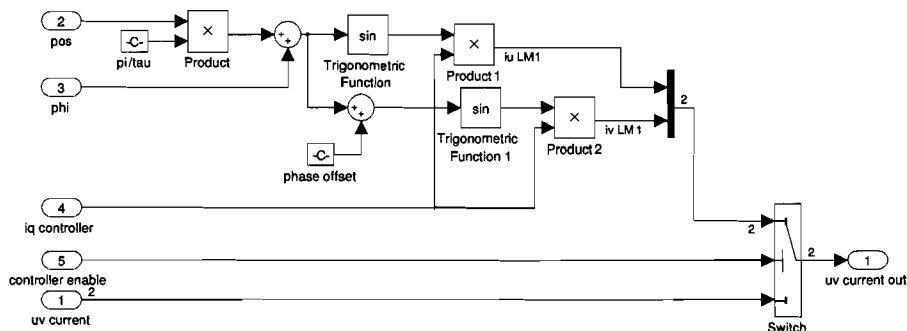 2
pos
-C-
pi/tau
×
Product
+
+
sin
Trigonometric
Function
×
Product 1
iu LM1
3
phi
+
+
-C-
phase offset
sin
Trigonometric
Function 1
×
Product 2
iv LM 1
2
4
iq controller
5
controller enable
1
2
uv current
2
2
Switch
1
uv current out